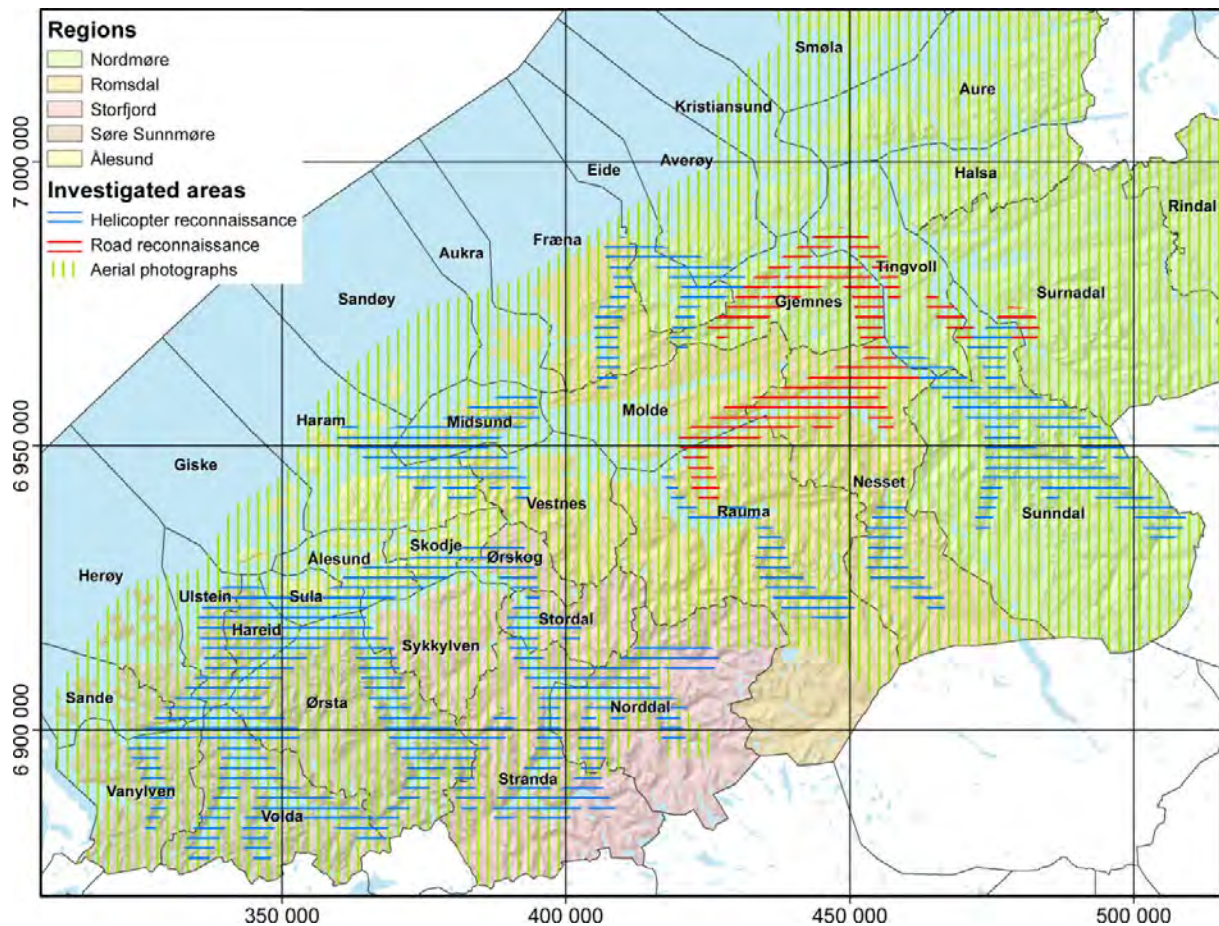 Regions
Nordmøre
Romsdal
Storfjord
Søre Sunnmøre
Ålesund
Investigated areas
Helicopter reconnaissance
Road reconnaissance
Aerial photographs
Smøla
Aure
Kristiansund
Averøy
Eide
Halsa
Rindal
Fræna
Aukra
Tingvoll
Surnadal
Sandøy
Gjemnes
Haram
Midsund
Molde
Giske
Nesset
Vestnes
Rauma
Sunndal
Skodje
Ålesund
Ørskog
Herøy
Ulstein
Sula
Hareid
Stordal
Sykkylven
Sande
Ørsta
Norddal
Vanylven
Stranda
Volda
7 000 000
6 950 000
6 900 000
350 000
400 000
450 000
500 000